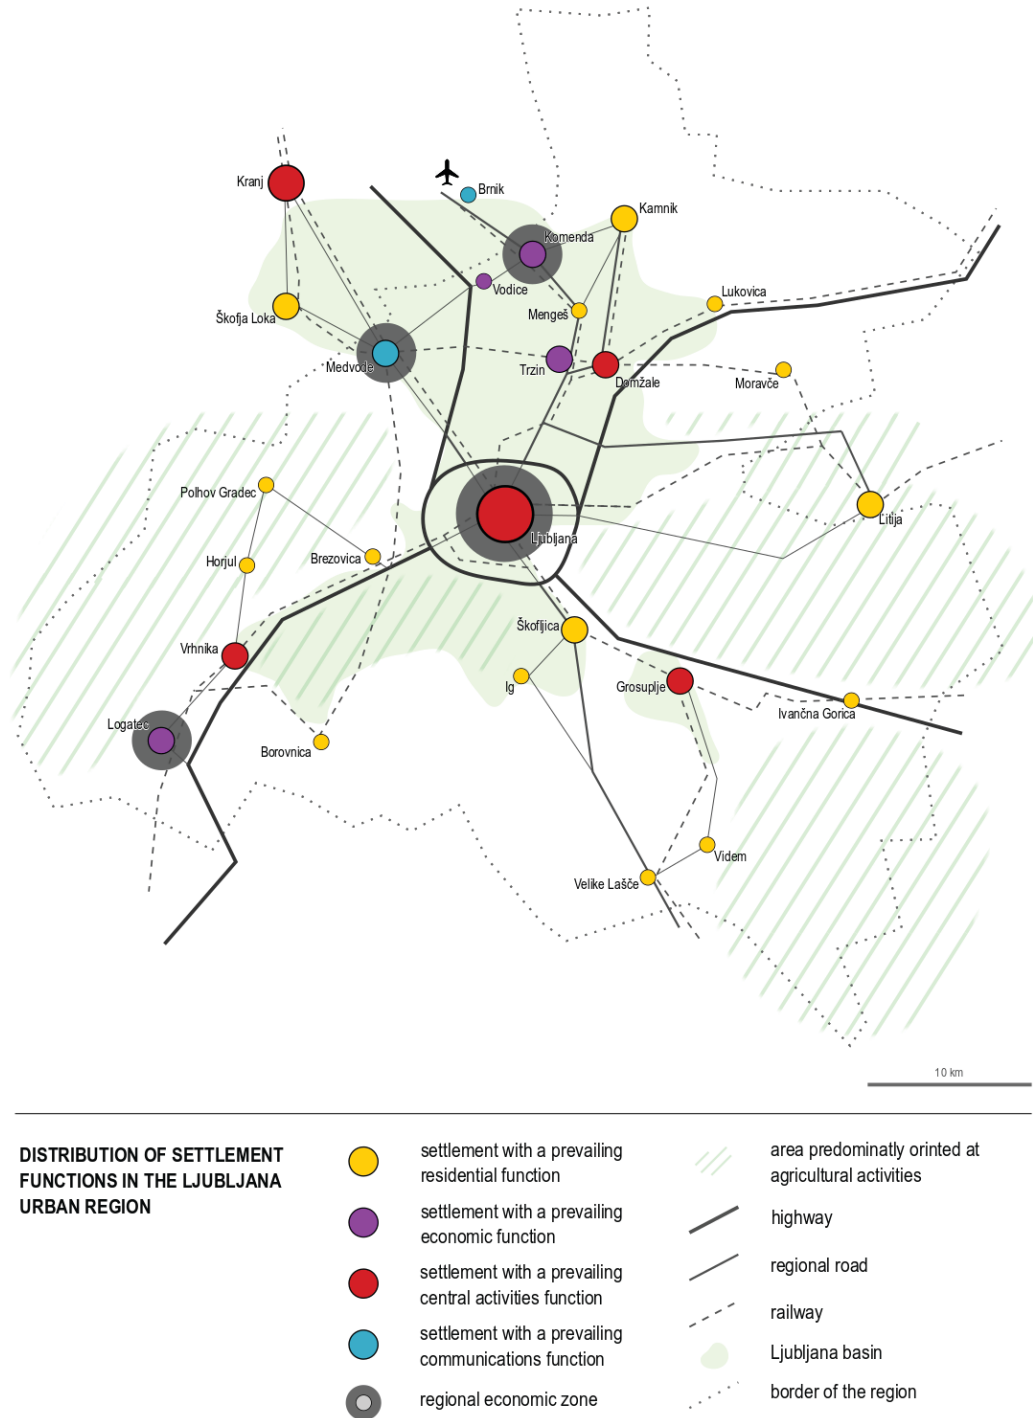 Kranj
Brnik
Kamnik
Komenda
Vodice
Lukovica
Škofja Loka
Mengeš
Medvode
Trzin
Domžale
Moravče
Polhov Gradec
Litija
Ljubljana
Brezovica
Horjul
Škofljica
Vrhnika
Ig
Grosuplje
Ivančna Gorica
Logatec
Borovnica
Videm
Velike Lašče
10 km
DISTRIBUTION OF SETTLEMENT
FUNCTIONS IN THE LJUBLJANA
URBAN REGION
settlement with a prevailing
residential function
settlement with a prevailing
economic function
settlement with a prevailing
central activities function
settlement with a prevailing
communications function
regional economic zone
area predominatly orinted at
agricultural activities
highway
regional road
railway
Ljubljana basin
border of the region